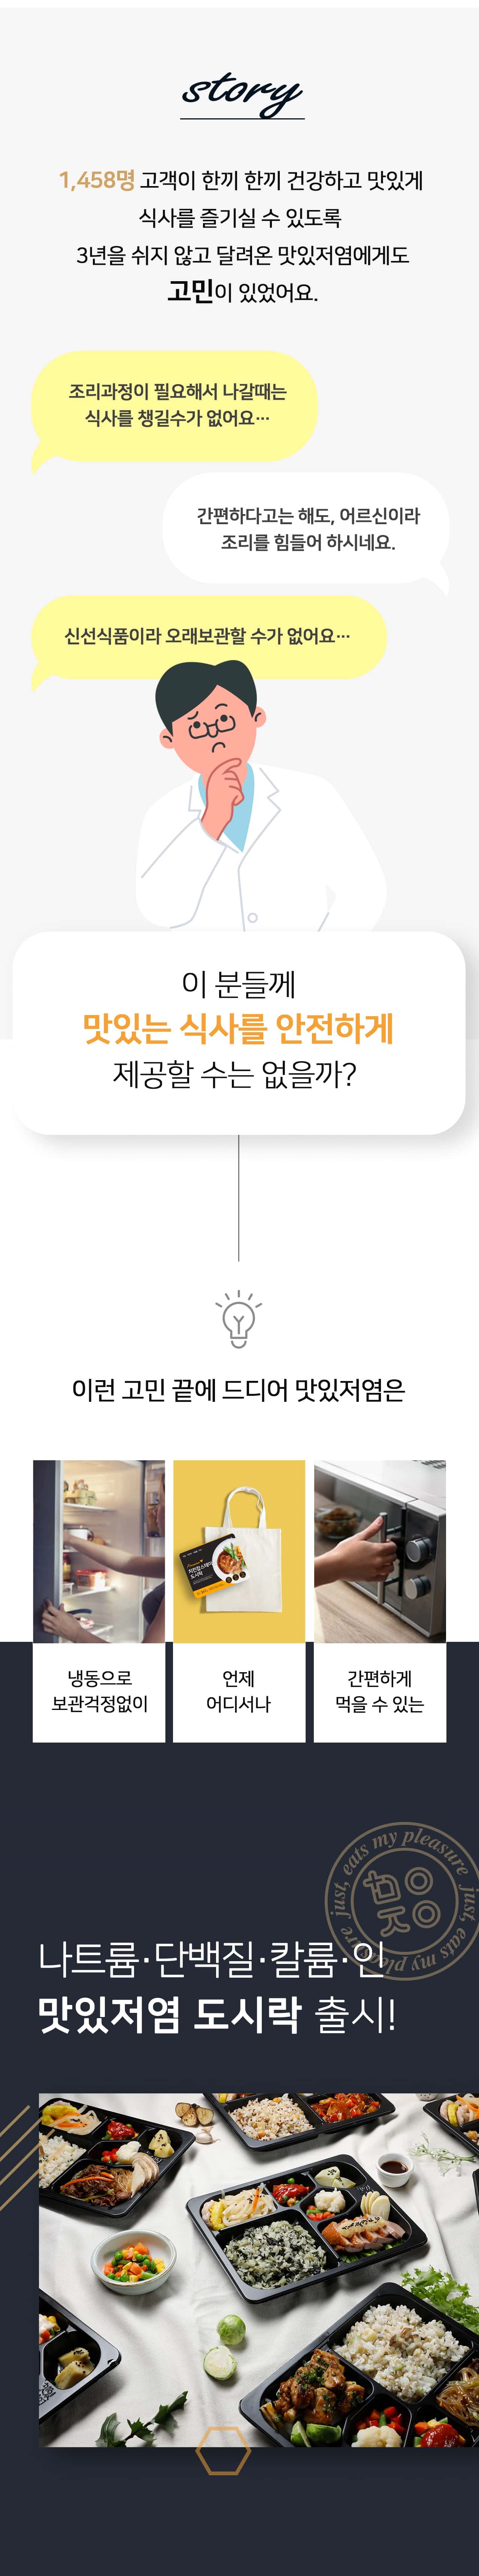 story
1,458명 고객이 한끼 한끼 건강하고 맛있게
식사를 즐기실 수 있도록
3년을 쉬지 않고 달려온 맛있저염에게도
고민이 있었어요.
조리과정이 필요해서 나갈때는
식사를 챙길수가 없어요···
간편하다고는 해도, 어르신이라
조리를 힘들어 하시네요.
신선식품이라 오래보관할 수가 없어요···
이 분들께
맛있는 식사를 안전하게
제공할 수는 없을까?
이런 고민 끝에 드디어 맛있저염은
도시락
냉동으로
보관걱정없이
언제
어디서나
간편하게
먹을 수 있는
just, eats my pleasure just, eats my pleasure
나트륨·단백질·칼륨·인
맛있저염 도시락 출시!